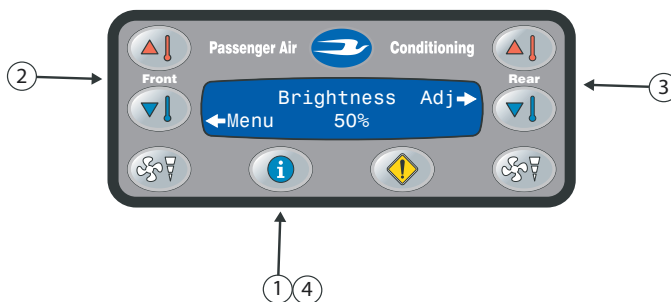 Passenger Air Conditioning
Front Rear
Brightness Adj→
←Menu 50%
i !
2
3
1 4